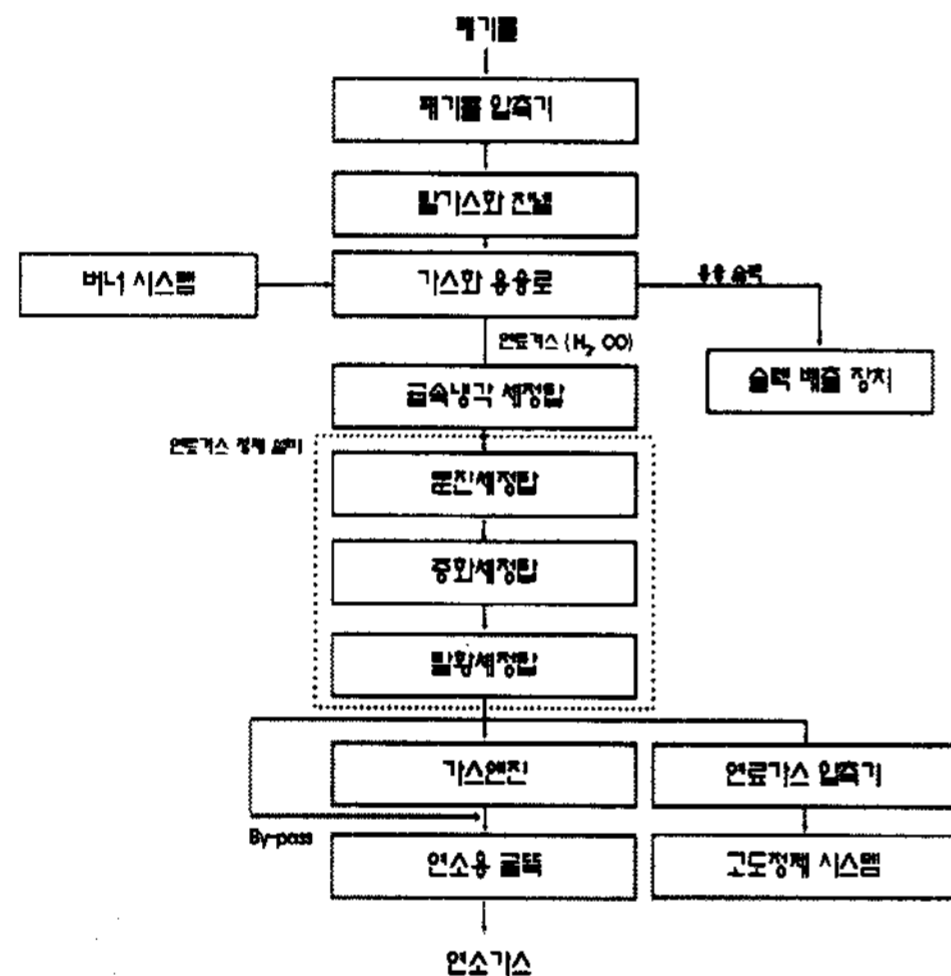 폐기물
폐기물 압축기
탈가스화 챤넬
버너 시스템
가스화 용융로
용융 슬랙
연료가스 (H₂, CO)
슬랙 배출 장치
급속냉각 세정탑
연료가스 정제 설비
분진세정탑
중화세정탑
탈황세정탑
가스엔진
연료가스 압축기
By-pass
연소용 굴뚝
고도정제 시스템
연소가스